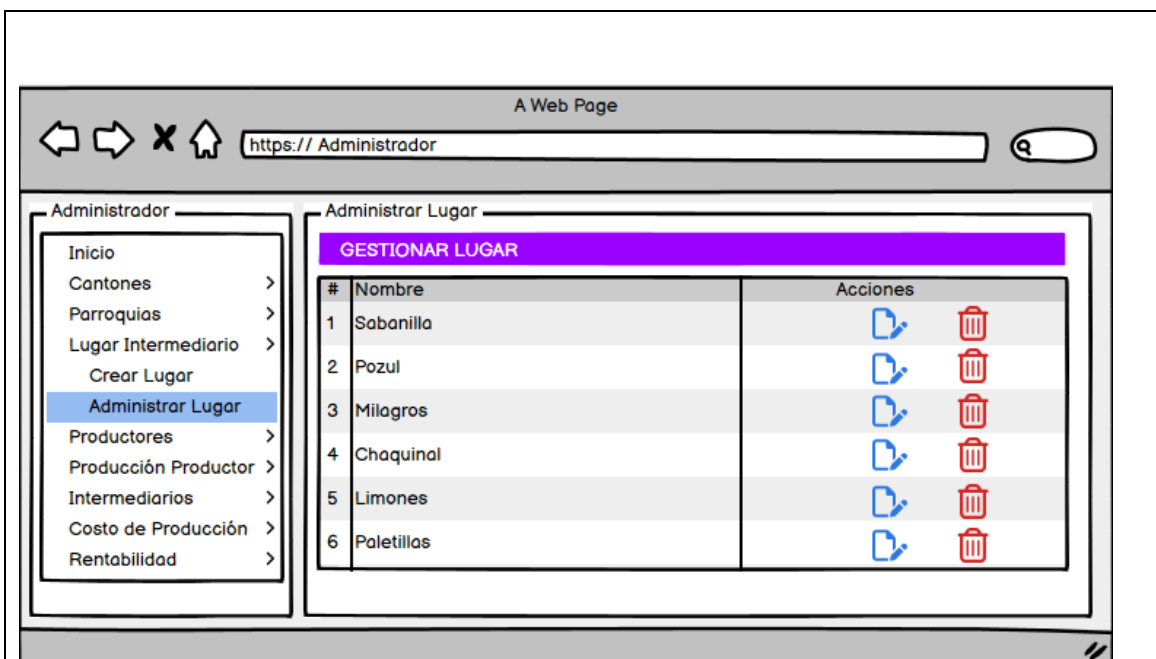 A Web Page
https:// Administrador
Administrador
Inicio
Cantones
Parroquias
Lugar Intermediario
Crear Lugar
Administrar Lugar
Productores
Producción Productor
Intermediarios
Costo de Producción
Rentabilidad
Administrar Lugar
GESTIONAR LUGAR
# Nombre Acciones
1 Sabanilla
2 Pozul
3 Milagros
4 Chaquinal
5 Limones
6 Paletillas